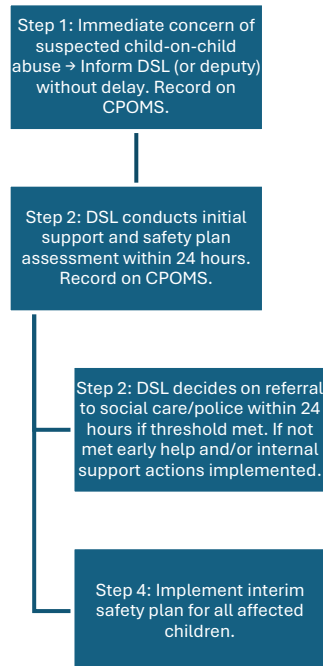 Step 1: Immediate concern of
suspected child-on-child
abuse → Inform DSL (or deputy)
without delay. Record on
CPOMS.
Step 2: DSL conducts initial
support and safety plan
assessment within 24 hours.
Record on CPOMS.
Step 2: DSL decides on referral
to social care/police within 24
hours if threshold met. If not
met early help and/or internal
support actions implemented.
Step 4: Implement interim
safety plan for all affected
children.